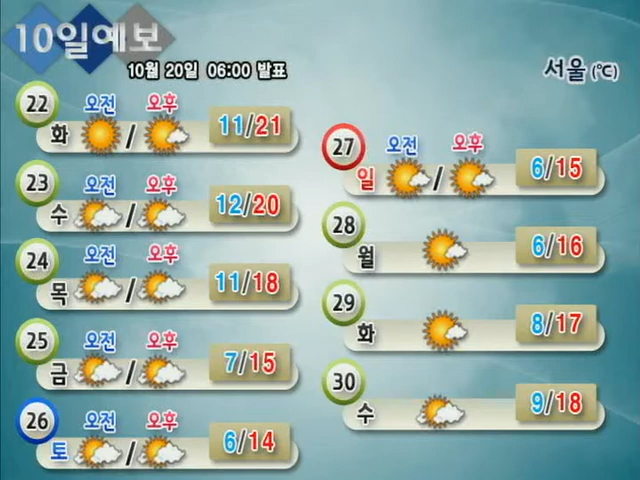 10일예보
10월 20일 06:00 발표
서울(℃)
22 오전 오후
화 / 11/21
23 오전 오후
수 / 12/20
24 오전 오후
목 / 11/18
25 오전 오후
금 / 7/15
26 오전 오후
토 / 6/14
27 오전 오후
일 / 6/15
28
월 6/16
29
화 8/17
30
수 9/18